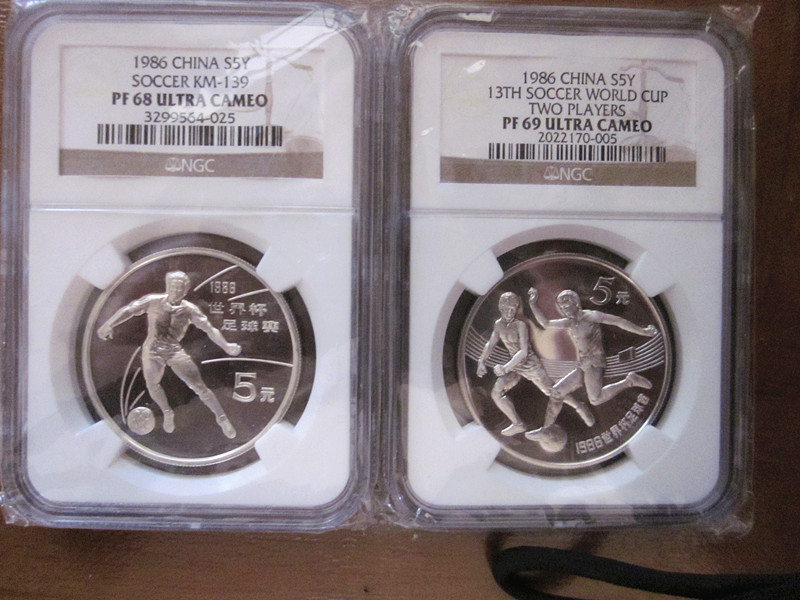 1986 CHINA S5Y
SOCCER KM-139
PF 68 ULTRA CAMEO
3299564-025
NGC
1986
世界杯
足球赛
5元
1986 CHINA S5Y
13TH SOCCER WORLD CUP
TWO PLAYERS
PF 69 ULTRA CAMEO
2022170-005
NGC
5元
1986世界杯足球赛